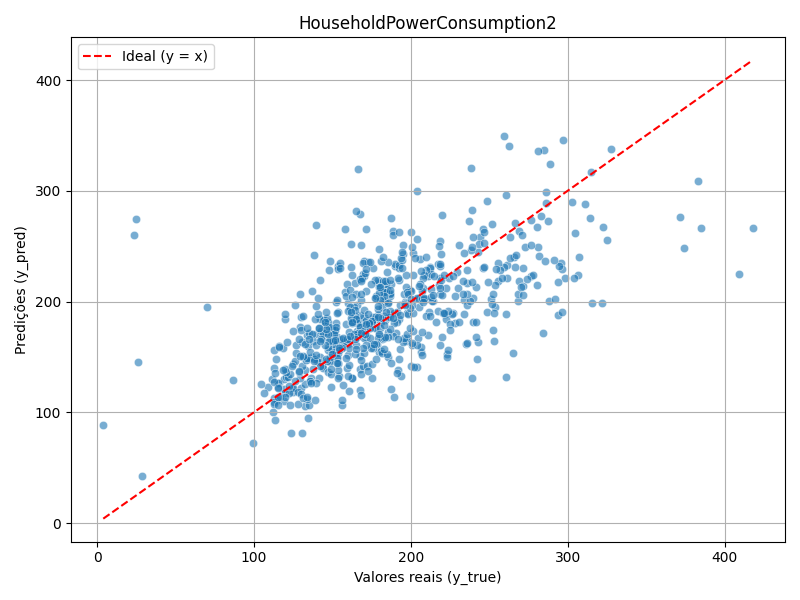 HouseholdPowerConsumption2
Ideal (y = x)
400
300
200
100
0
Predições (y_pred)
0 100 200 300 400
Valores reais (y_true)